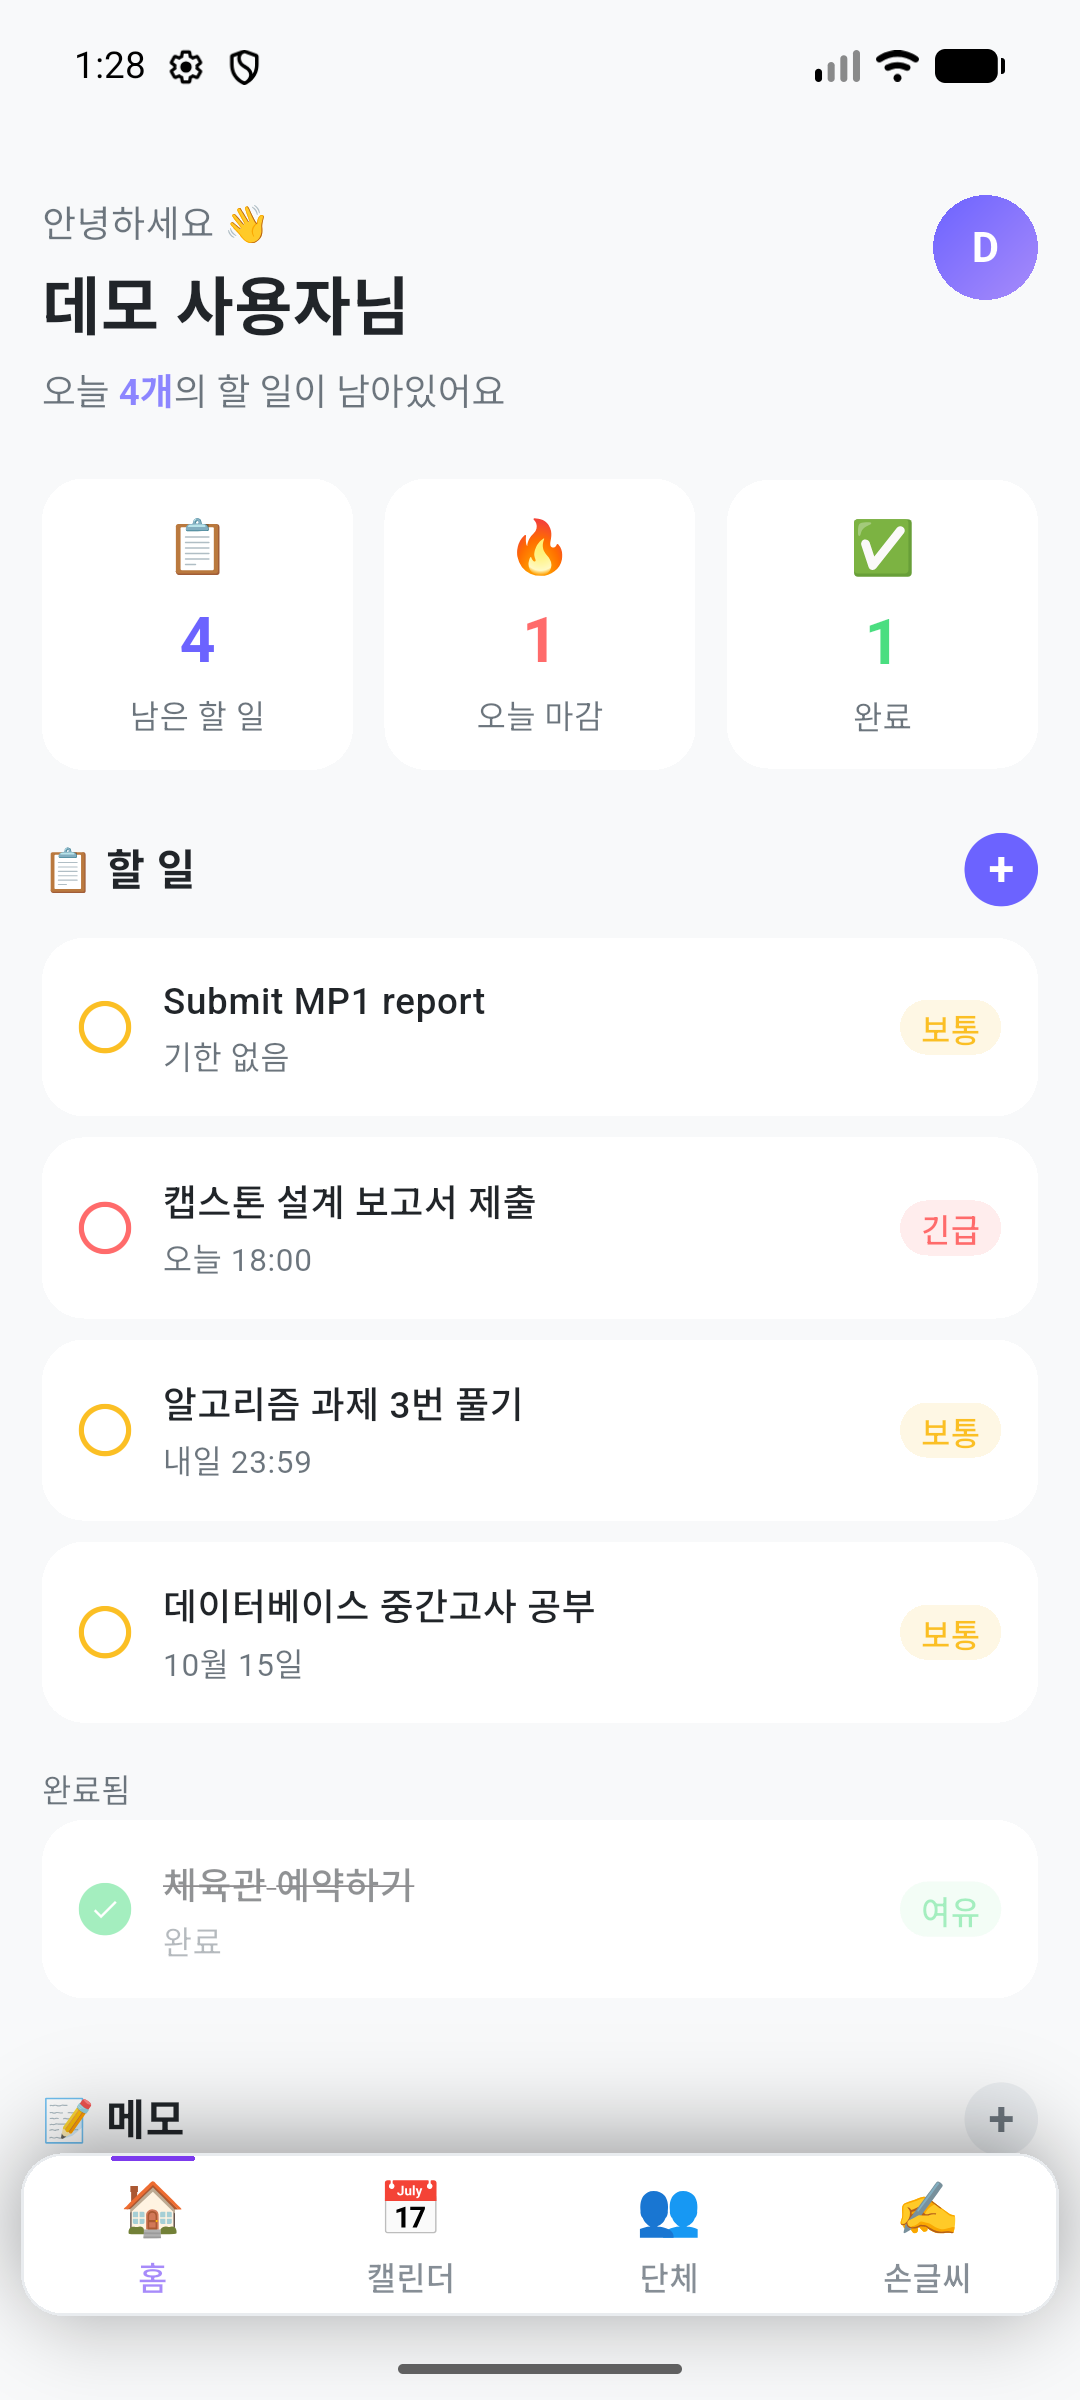 1:28
안녕하세요 👋
D
데모 사용자님
오늘 4개의 할 일이 남아있어요
4
남은 할 일
1
오늘 마감
1
완료
할 일
+
Submit MP1 report
기한 없음
보통
캡스톤 설계 보고서 제출
오늘 18:00
긴급
알고리즘 과제 3번 풀기
내일 23:59
보통
데이터베이스 중간고사 공부
10월 15일
보통
완료됨
체육관 예약하기
완료
여유
메모
+
July
17
홈
캘린더
단체
손글씨